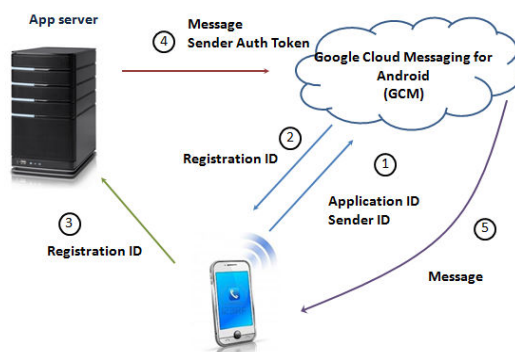 App server
4
Message
Sender Auth Token
Google Cloud Messaging for
Android
(GCM)
2
Registration ID
1
Application ID
Sender ID
3
Registration ID
5
Message